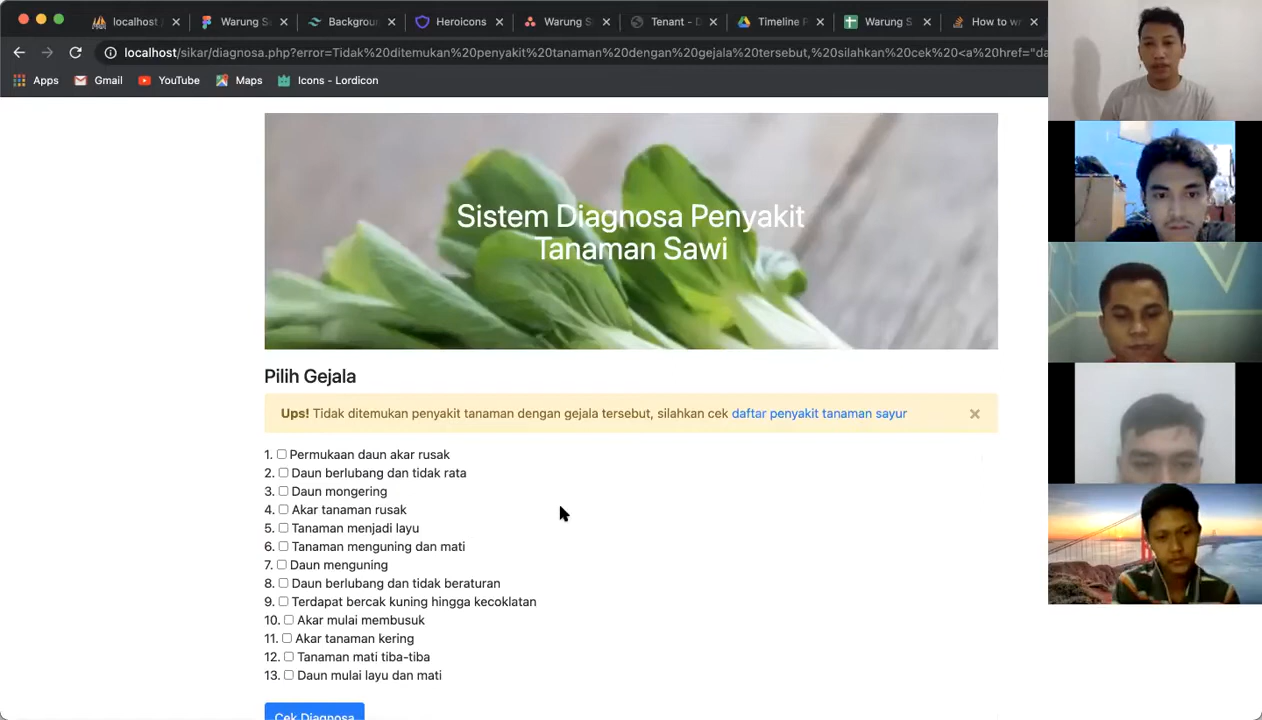 localhost
Warung S
Backgroun
Heroicons
Warung S
Tenant - D
Timeline P
Warung S
How to w
localhost/sikar/diagnosa.php?error=Tidak%20ditemukan%20penyakit%20tanaman%20dengan%20gejala%20tersebut,%20silahkan%20cek%20<a%20href="da
Apps Gmail YouTube Maps Icons - Lordicon
Sistem Diagnosa Penyakit
Tanaman Sawi
Pilih Gejala
Ups! Tidak ditemukan penyakit tanaman dengan gejala tersebut, silahkan cek daftar penyakit tanaman sayur ×
1. Permukaan daun akar rusak
2. Daun berlubang dan tidak rata
3. Daun mongering
4. Akar tanaman rusak
5. Tanaman menjadi layu
6. Tanaman menguning dan mati
7. Daun menguning
8. Daun berlubang dan tidak beraturan
9. Terdapat bercak kuning hingga kecoklatan
10. Akar mulai membusuk
11. Akar tanaman kering
12. Tanaman mati tiba-tiba
13. Daun mulai layu dan mati
Cek Diagnosa